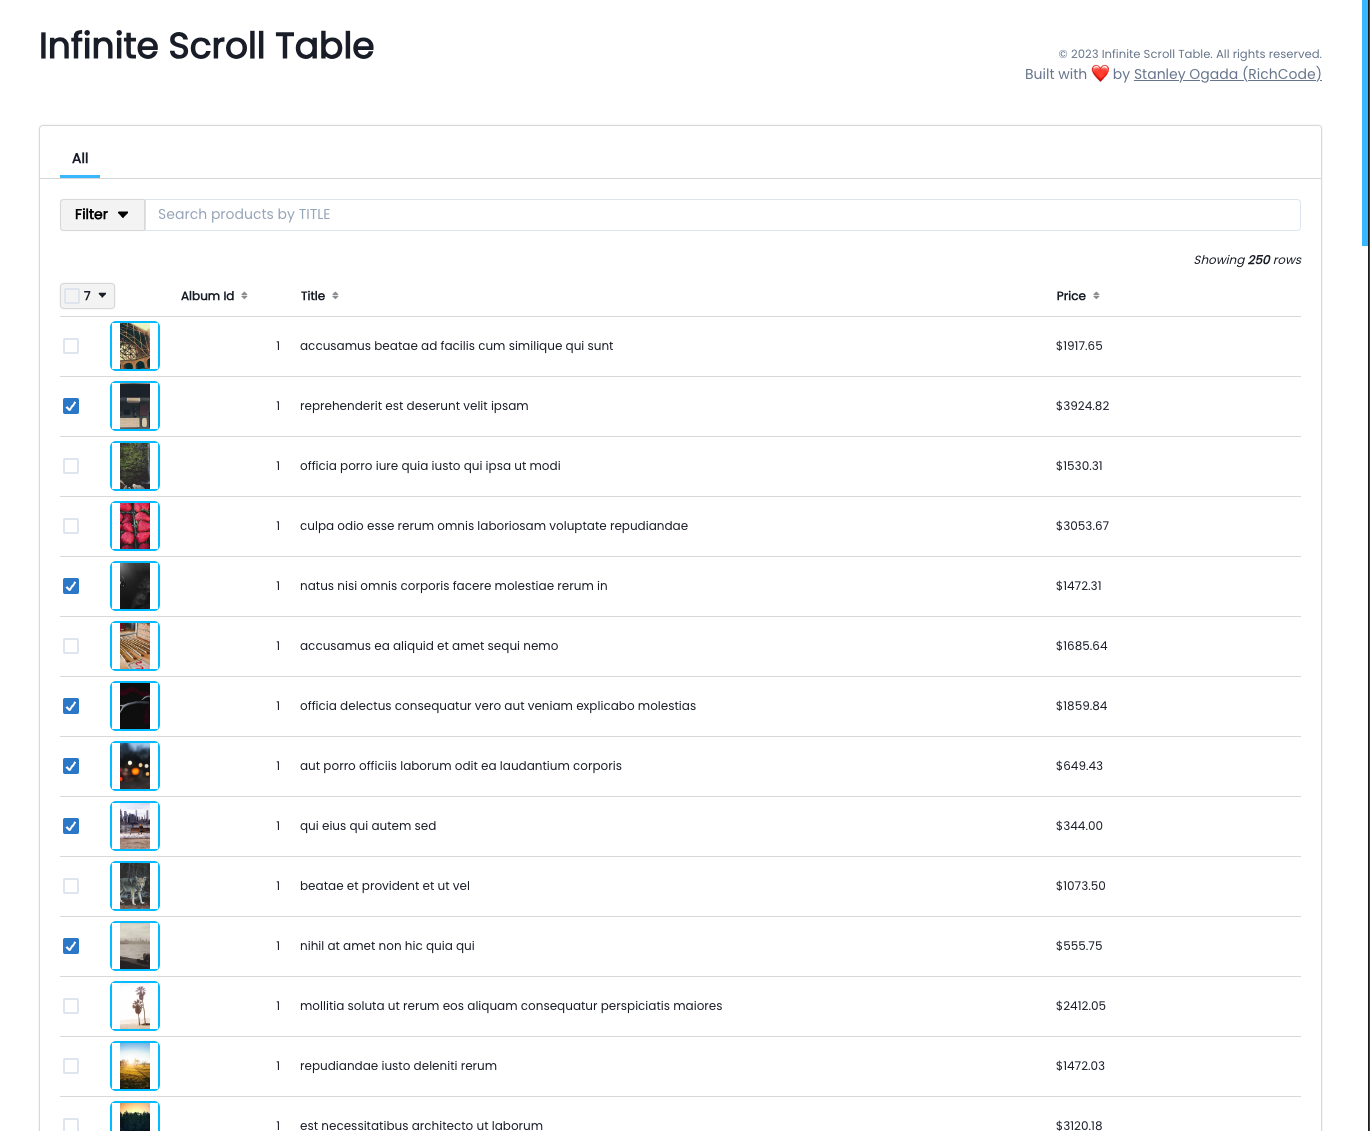 Infinite Scroll Table
© 2023 Infinite Scroll Table. All rights reserved.
Built with ❤️ by Stanley Ogada (RichCode)
All
Filter Search products by TITLE
Showing 250 rows
7 Album Id Title Price
1 accusamus beatae ad facilis cum similique qui sunt $1917.65
1 reprehenderit est deserunt velit ipsam $3924.82
1 officia porro iure quia iusto qui ipsa ut modi $1530.31
1 culpa odio esse rerum omnis laboriosam voluptate repudiandae $3053.67
1 natus nisi omnis corporis facere molestiae rerum in $1472.31
1 accusamus ea aliquid et amet sequi nemo $1685.64
1 officia delectus consequatur vero aut veniam explicabo molestias $1859.84
1 aut porro officiis laborum odit ea laudantium corporis $649.43
1 qui eius qui autem sed $344.00
1 beatae et provident et ut vel $1073.50
1 nihil at amet non hic quia qui $555.75
1 mollitia soluta ut rerum eos aliquam consequatur perspiciatis maiores $2412.05
1 repudiandae iusto deleniti rerum $1472.03
1 est necessitatibus architecto ut laborum $3120.18